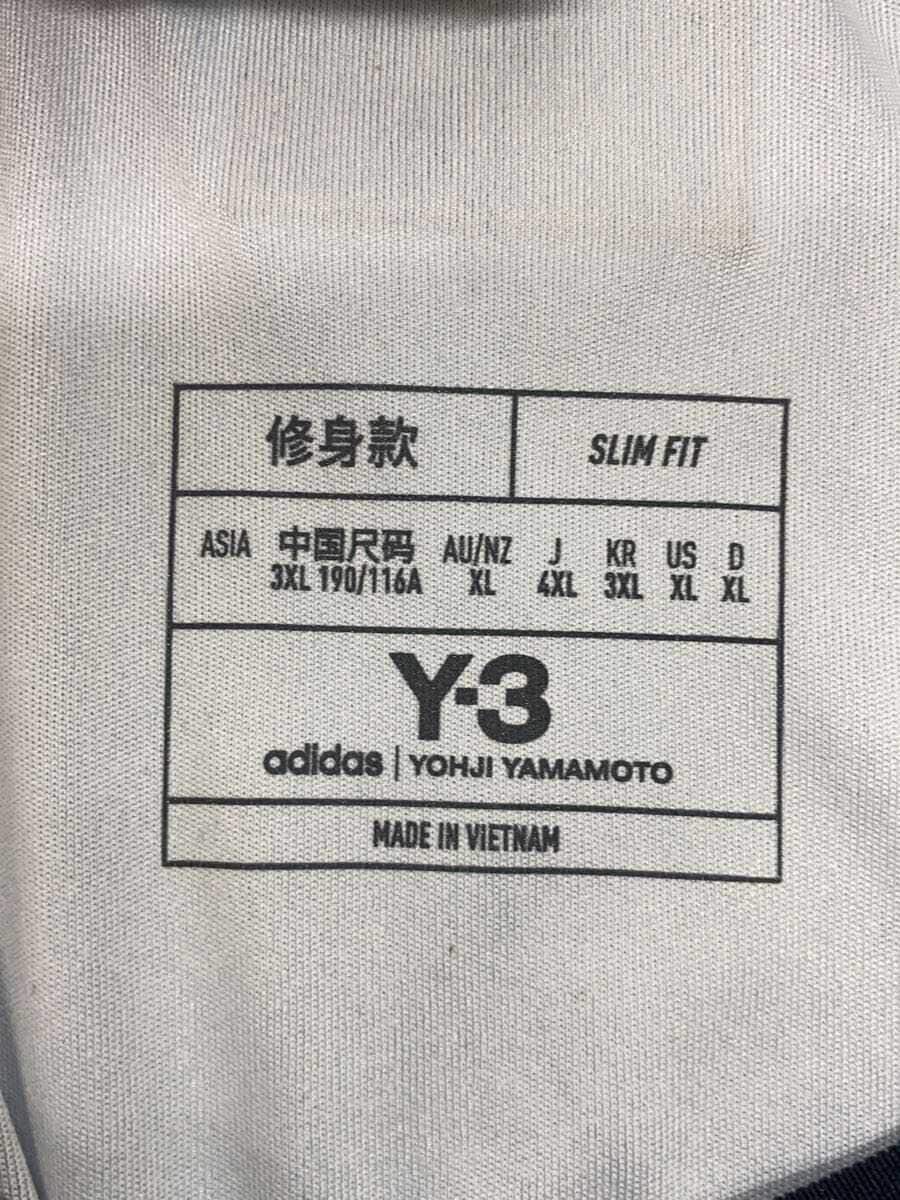 修身款 SLIM FIT
ASIA 中国尺码 AU/NZ J KR US D
3XL 190/116A XL 4XL 3XL XL XL
Y-3
adidas | YOHJI YAMAMOTO
MADE IN VIETNAM